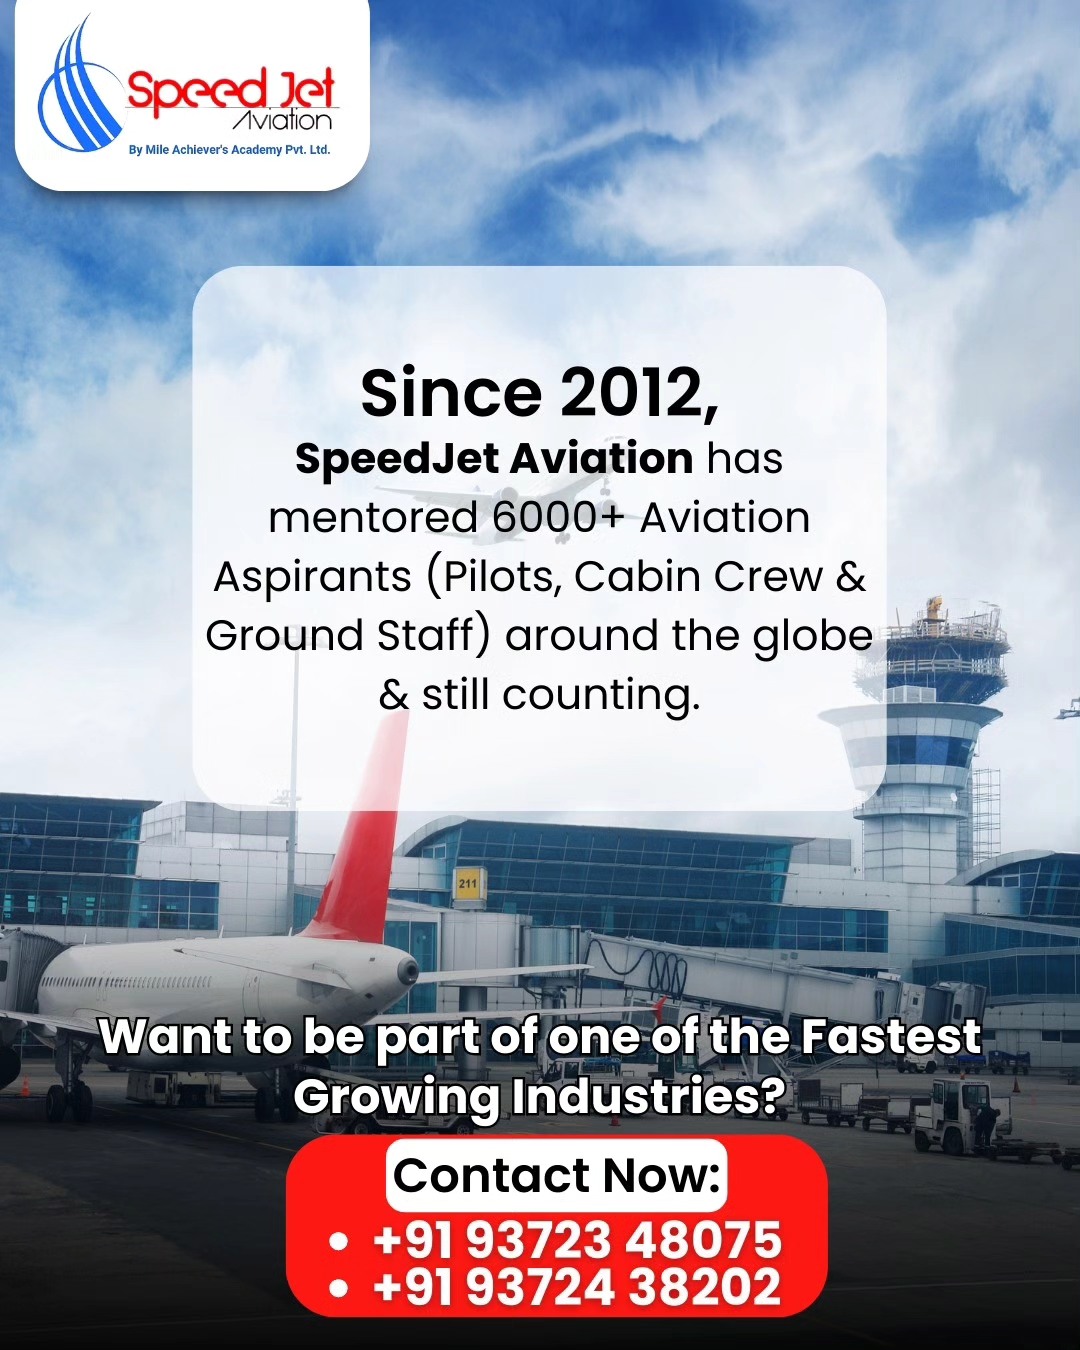 Speed Jet
Aviation
By Mile Achiever's Academy Pvt. Ltd.
Since 2012,
SpeedJet Aviation has
mentored 6000+ Aviation
Aspirants (Pilots, Cabin Crew &
Ground Staff) around the globe
& still counting.
211
Want to be part of one of the Fastest
Growing Industries?
Contact Now:
• +91 93723 48075
• +91 93724 38202